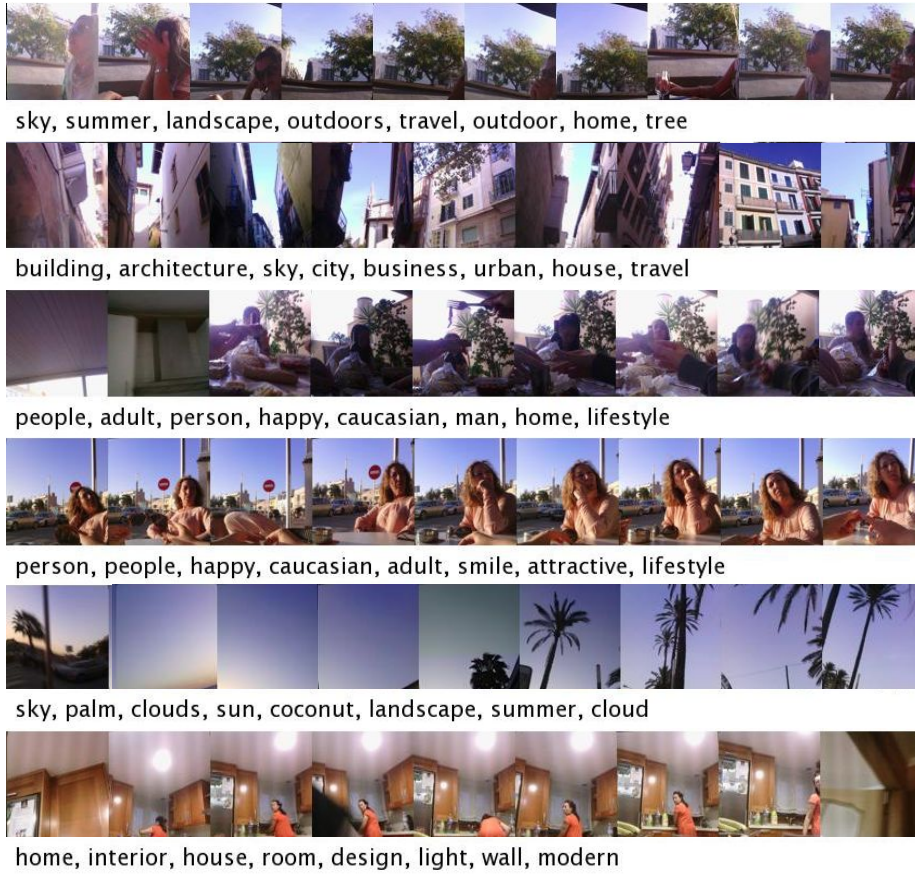 sky, summer, landscape, outdoors, travel, outdoor, home, tree
building, architecture, sky, city, business, urban, house, travel
people, adult, person, happy, caucasian, man, home, lifestyle
person, people, happy, caucasian, adult, smile, attractive, lifestyle
sky, palm, clouds, sun, coconut, landscape, summer, cloud
home, interior, house, room, design, light, wall, modern